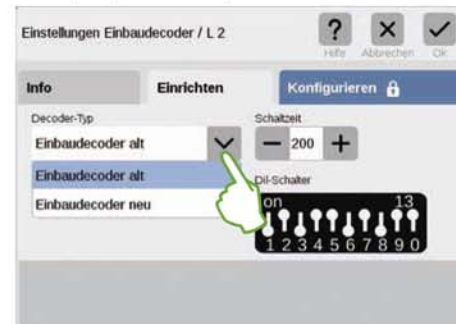 Einstellungen Einbaudecoder / L 2
?
Hilfe Abbrechen Ok
Info Einrichten Konfigurieren
Decoder-Typ Schaltzeit
Einbaudecoder alt 200
Einbaudecoder alt Dil-Schalter
Einbaudecoder neu on 13
1 2 3 4 5 6 7 8 9 0